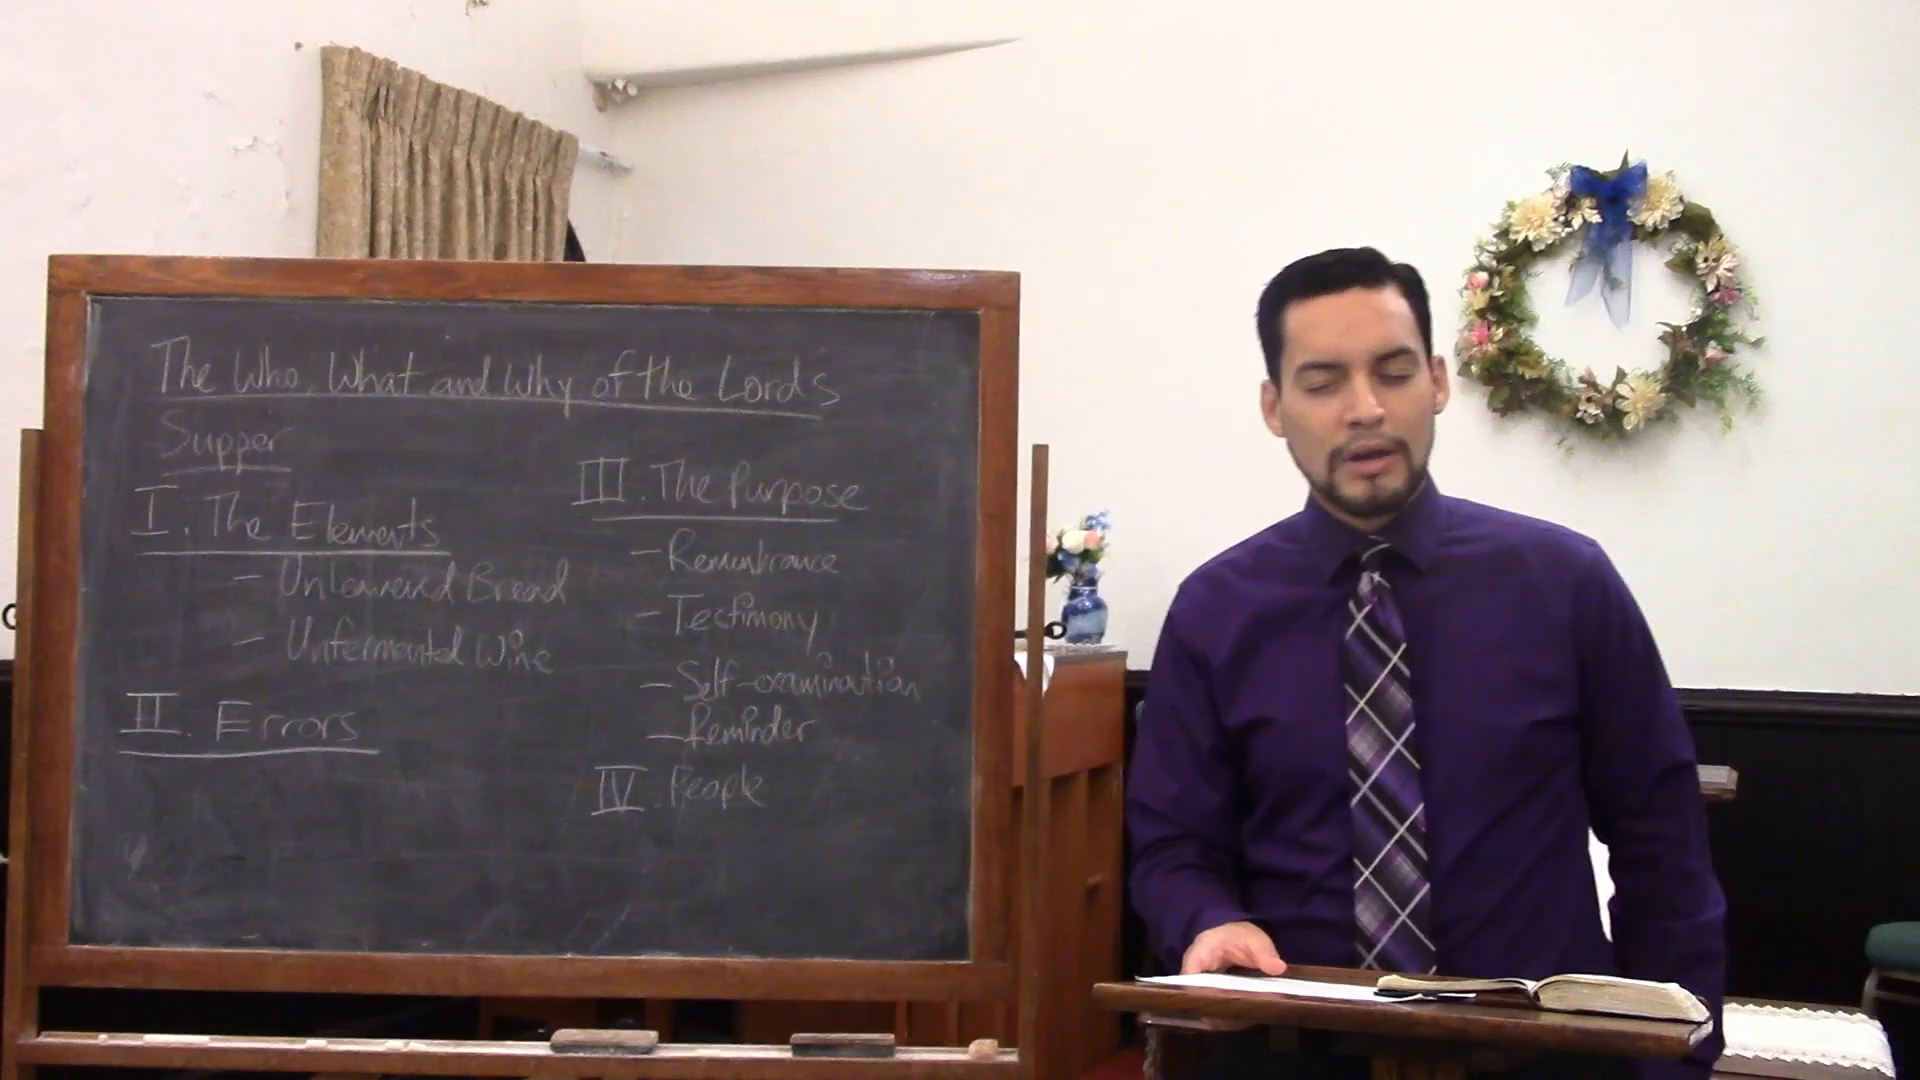 The Who, What and Why of the Lord's
Supper
I. The Elements
- Unleavened Bread
- Unfermented Wine
II. Errors
III. The Purpose
- Remembrance
- Testimony
- Self-examination
- Reminder
IV. People